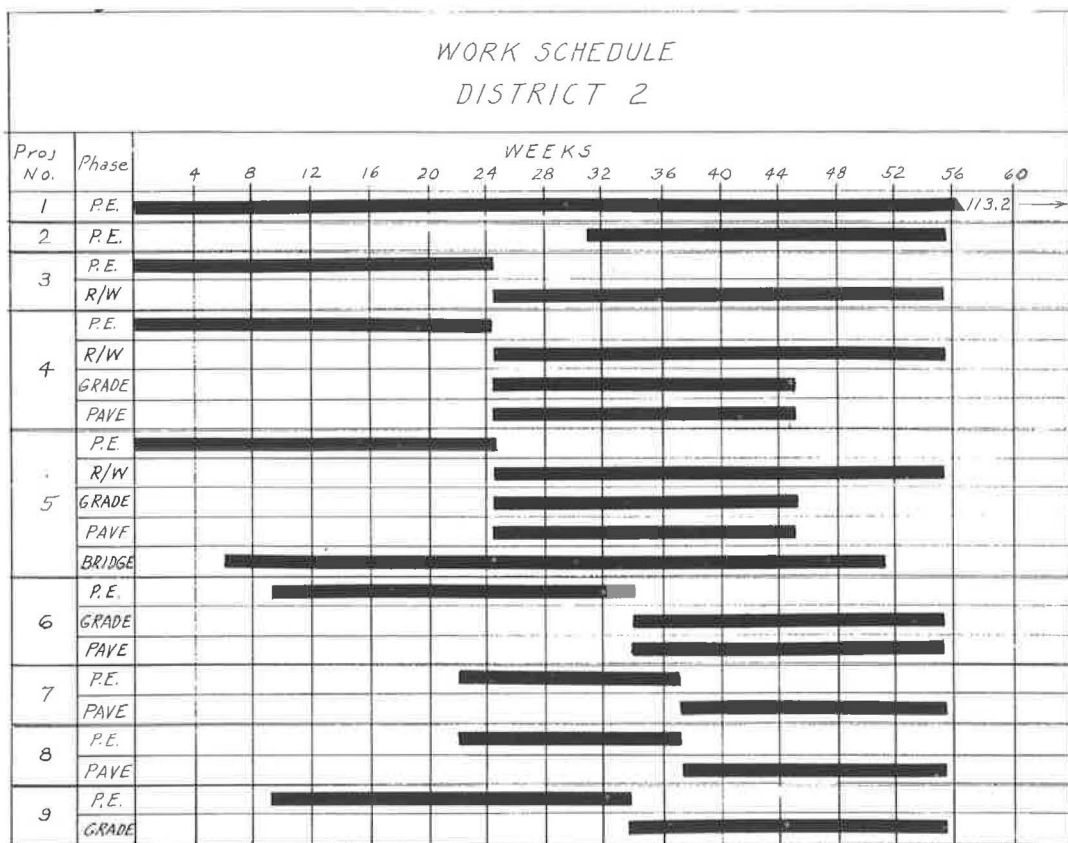 WORK SCHEDULE
DISTRICT 2
Proj No. Phase WEEKS
4 8 12 16 20 24 28 32 36 40 44 48 52 56 60
1 P.E. 113.2
2 P.E.
3 P.E.
R/W
4 P.E.
R/W
GRADE
PAVE
5 P.E.
R/W
GRADE
PAVF
BRIDGE
6 P.E.
GRADE
PAVE
7 P.E.
PAVE
8 P.E.
PAVE
9 P.E.
GRADE